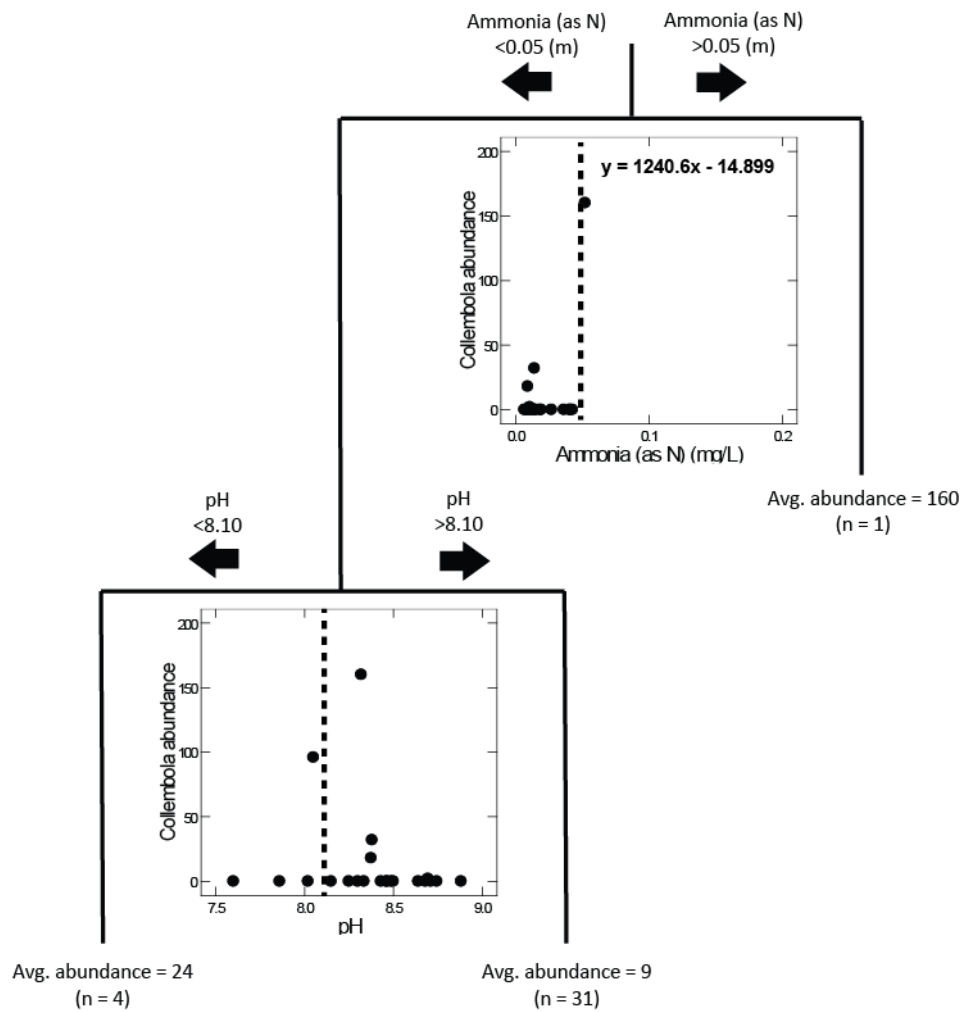 Ammonia (as N)
<0.05 (m)
Ammonia (as N)
>0.05 (m)
y = 1240.6x - 14.899
Collembola abundance
200
150
100
50
0
0.0
0.1
0.2
Ammonia (as N) (mg/L)
Avg. abundance = 160
(n = 1)
pH
<8.10
pH
>8.10
Collembola abundance
200
150
100
50
0
7.5
8.0
8.5
9.0
pH
Avg. abundance = 24
(n = 4)
Avg. abundance = 9
(n = 31)